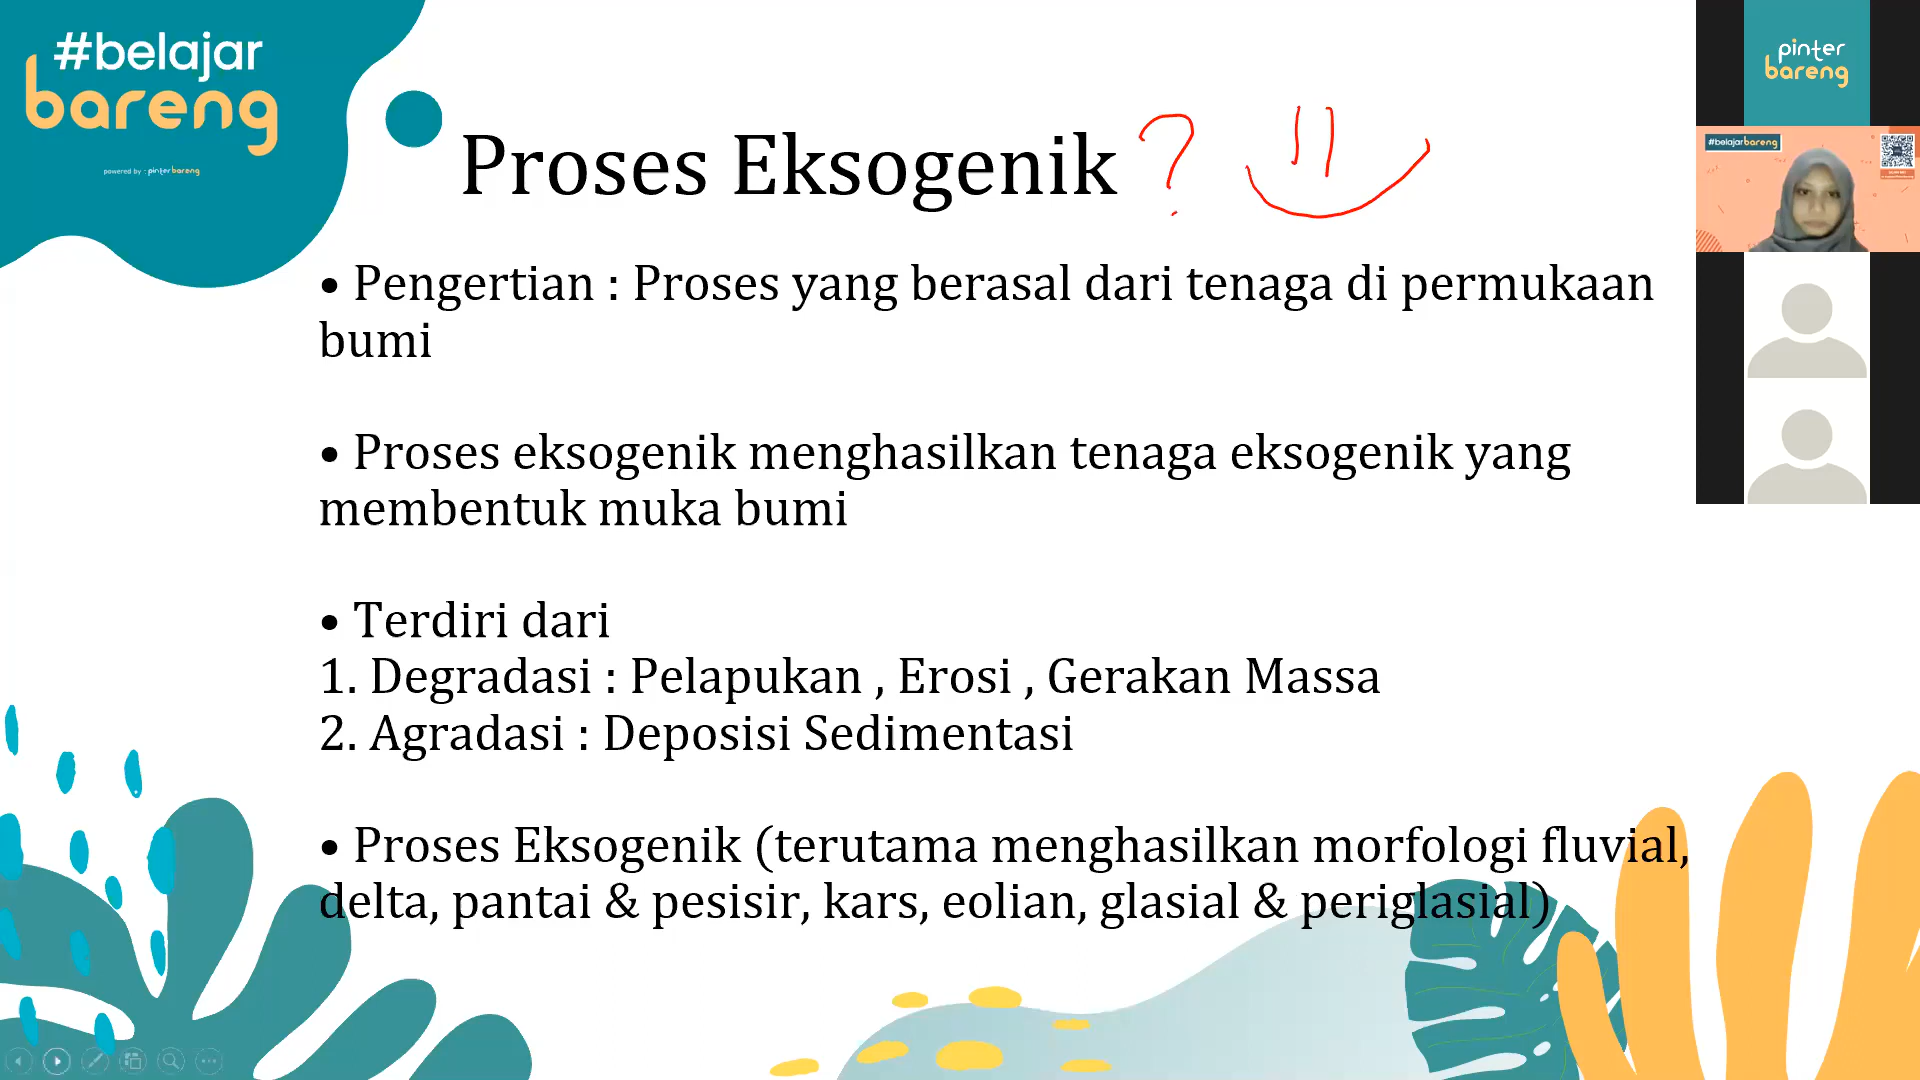 #belajar
bareng
powered by : pinterbareng
Proses Eksogenik ?
• Pengertian : Proses yang berasal dari tenaga di permukaan
bumi
• Proses eksogenik menghasilkan tenaga eksogenik yang
membentuk muka bumi
• Terdiri dari
1. Degradasi : Pelapukan , Erosi , Gerakan Massa
2. Agradasi : Deposisi Sedimentasi
• Proses Eksogenik (terutama menghasilkan morfologi fluvial,
delta, pantai & pesisir, kars, eolian, glasial & periglasial)
pinter
bareng
#belajarbareng